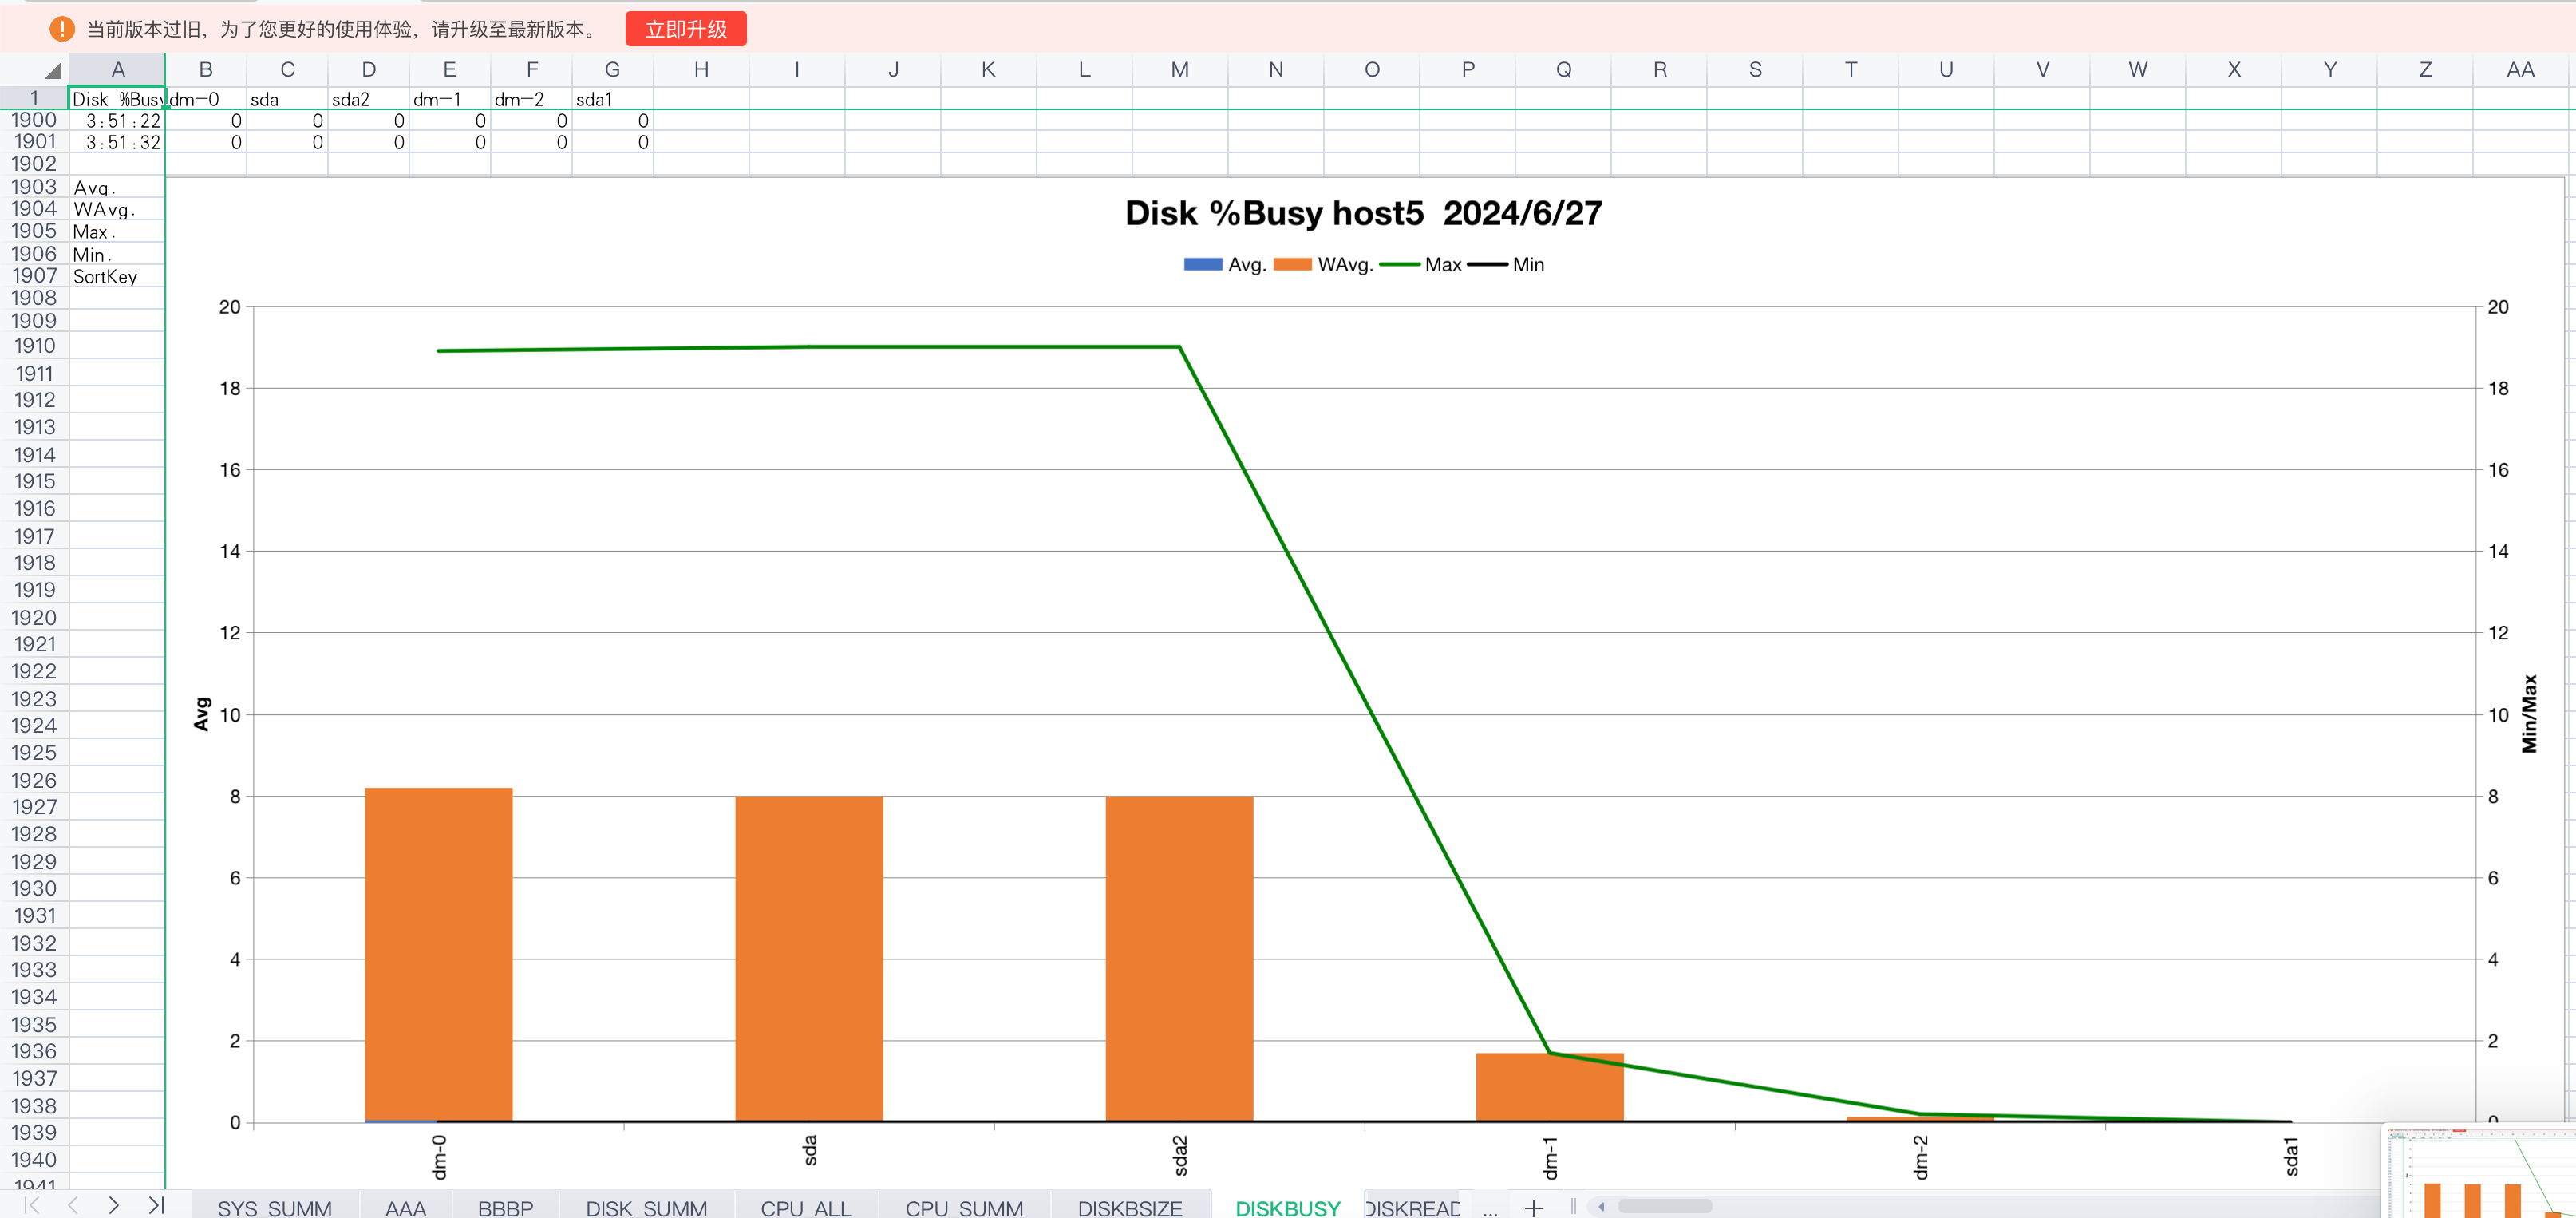 当前版本过旧，为了您更好的使用体验，请升级至最新版本。 立即升级
A B C D E F G H I J K L M N O P Q R S T U V W X Y Z AA
1 Disk %Busy dm-0 sda sda2 dm-1 dm-2 sda1
1900 3:51:22 0 0 0 0 0 0
1901 3:51:32 0 0 0 0 0 0
1902
1903 Avg.
1904 WAvg.
1905 Max.
1906 Min.
1907 SortKey
1908
1909
1910
1911
1912
1913
1914
1915
1916
1917
1918
1919
1920
1921
1922
1923
1924
1925
1926
1927
1928
1929
1930
1931
1932
1933
1934
1935
1936
1937
1938
1939
1940
1941
Disk %Busy host5 2024/6/27
Avg. WAvg. Max Min
20 20
18 18
16 16
14 14
12 12
10 10
8 8
6 6
4 4
2 2
0 0
Avg
Min/Max
dm-0 sda sda2 dm-1 dm-2 sda1
SYS_SUMM AAA BBBP DISK_SUMM CPU_ALL CPU_SUMM DISKBSIZE DISKBUSY DISKREAD ... +